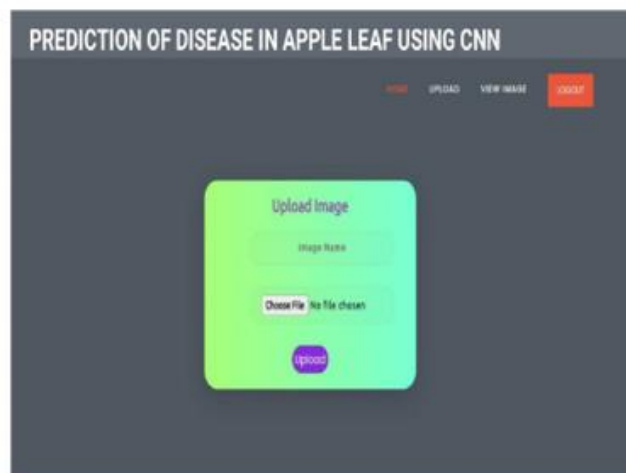 PREDICTION OF DISEASE IN APPLE LEAF USING CNN
HOME UPLOAD VIEW IMAGE LOGOUT
Upload Image
Image Name
Choose File No file chosen
Upload